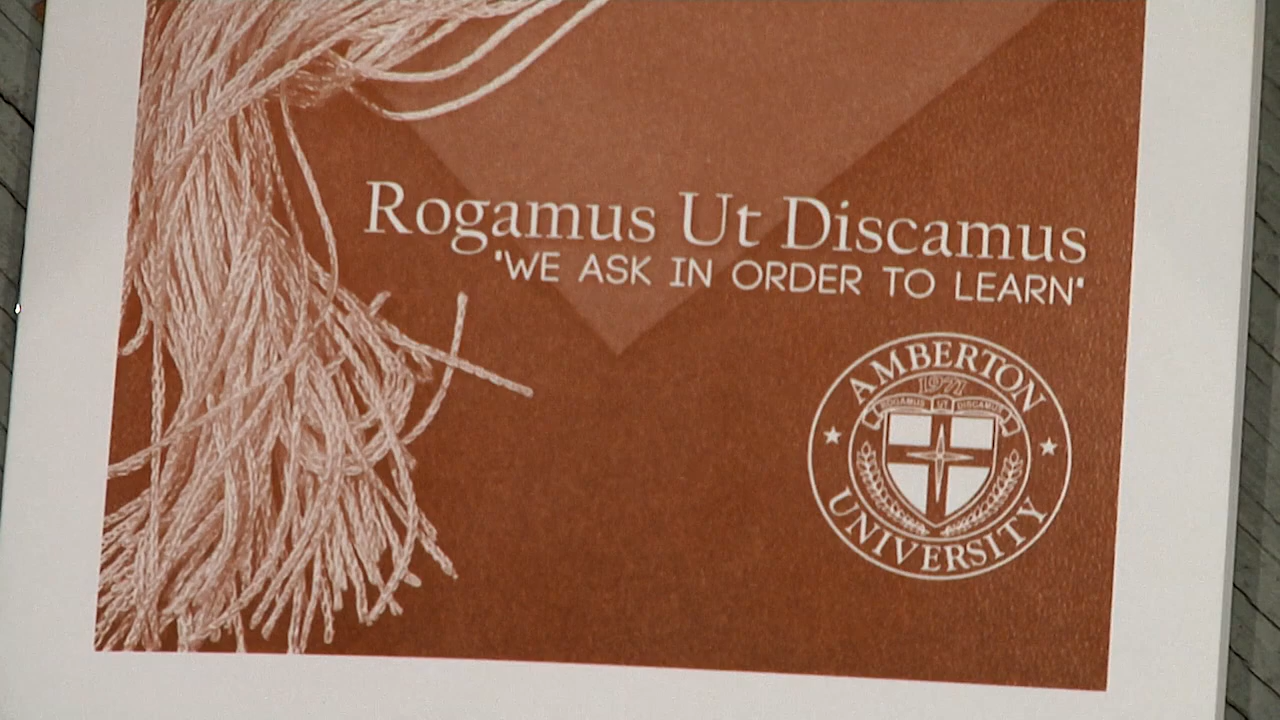 Rogamus Ut Discamus
"WE ASK IN ORDER TO LEARN"
AMBERTON
1971
ROGAMUS UT DISCAMUS
UNIVERSITY